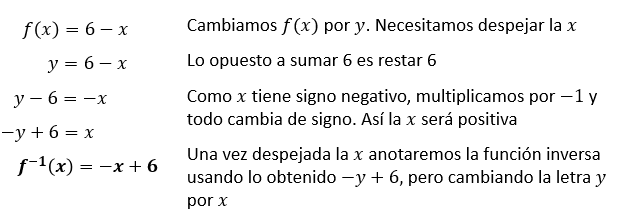 f(x) = 6 − x Cambiamos f(x) por y. Necesitamos despejar la x
y = 6 − x Lo opuesto a sumar 6 es restar 6
y − 6 = −x Como x tiene signo negativo, multiplicamos por −1 y
−y + 6 = x todo cambia de signo. Así la x será positiva
f⁻¹(x) = −x + 6 Una vez despejada la x anotaremos la función inversa
usando lo obtenido −y + 6, pero cambiando la letra y
por x